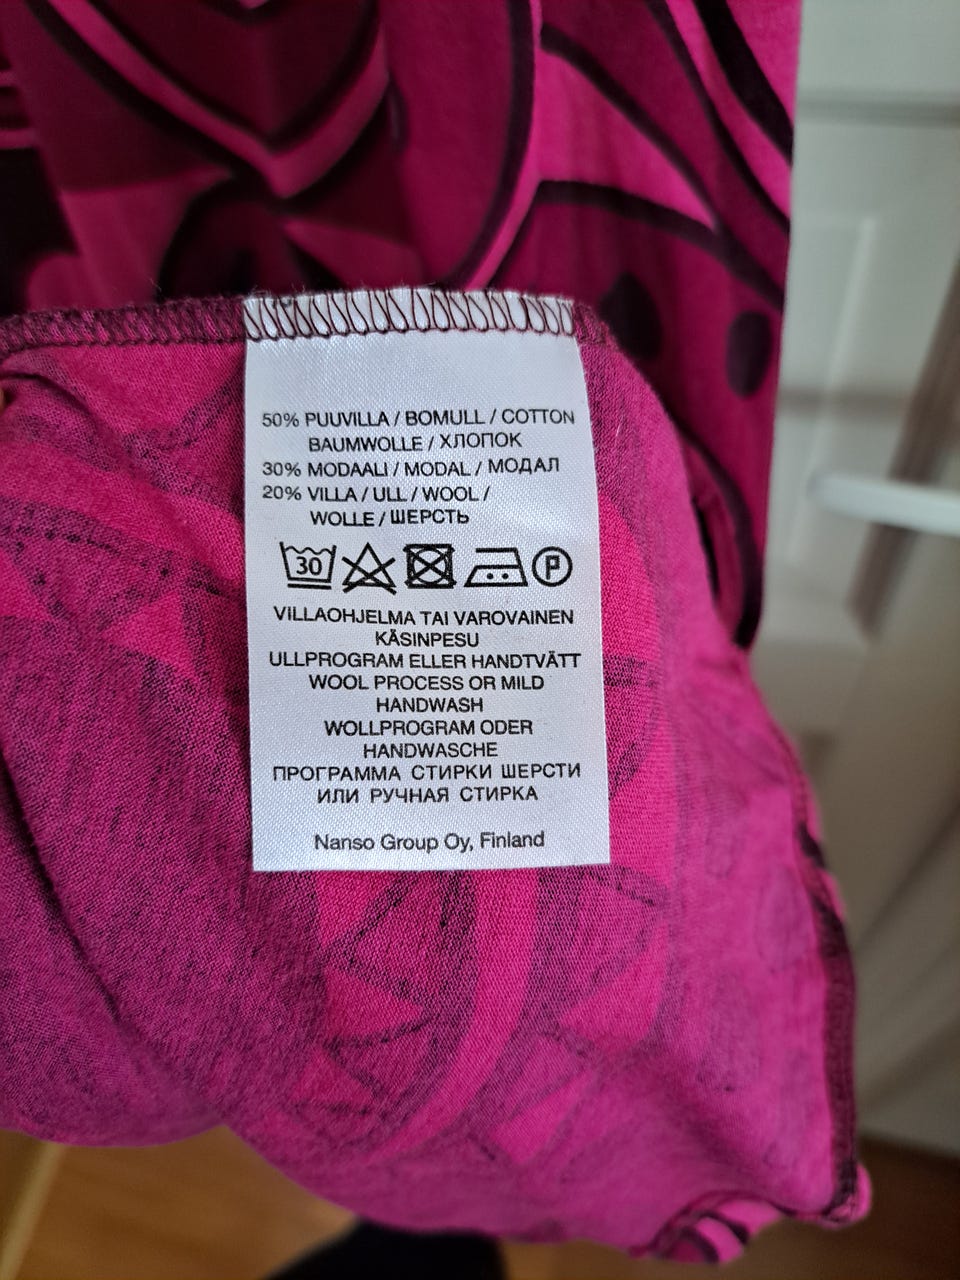 50% PUUVILLA / BOMULL / COTTON
BAUMWOLLE / ХЛОПОК
30% MODAALI / MODAL / МОДАЛ
20% VILLA / ULL / WOOL /
WOLLE / ШЕРСТЬ
30 P
VILLAOHJELMA TAI VAROVAINEN
KÄSINPESU
ULLPROGRAM ELLER HANDTVÄTT
WOOL PROCESS OR MILD
HANDWASH
WOLLPROGRAM ODER
HANDWASCHE
ПРОГРАММА СТИРКИ ШЕРСТИ
ИЛИ РУЧНАЯ СТИРКА
Nanso Group Oy, Finland